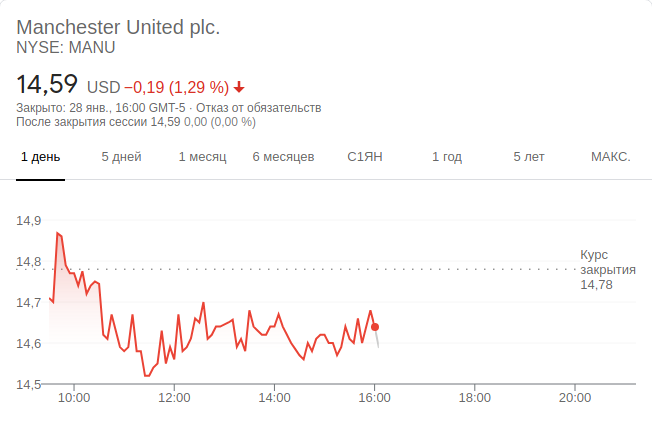 Manchester United plc.
NYSE: MANU
14,59 USD −0,19 (1,29 %)
Закрыто: 28 янв., 16:00 GMT-5 · Отказ от обязательств
После закрытия сессии 14,59 0,00 (0,00 %)
1 день 5 дней 1 месяц 6 месяцев С1ЯН 1 год 5 лет МАКС.
14,9
14,8
14,7
14,6
14,5
Курс
закрытия
14,78
10:00 12:00 14:00 16:00 18:00 20:00